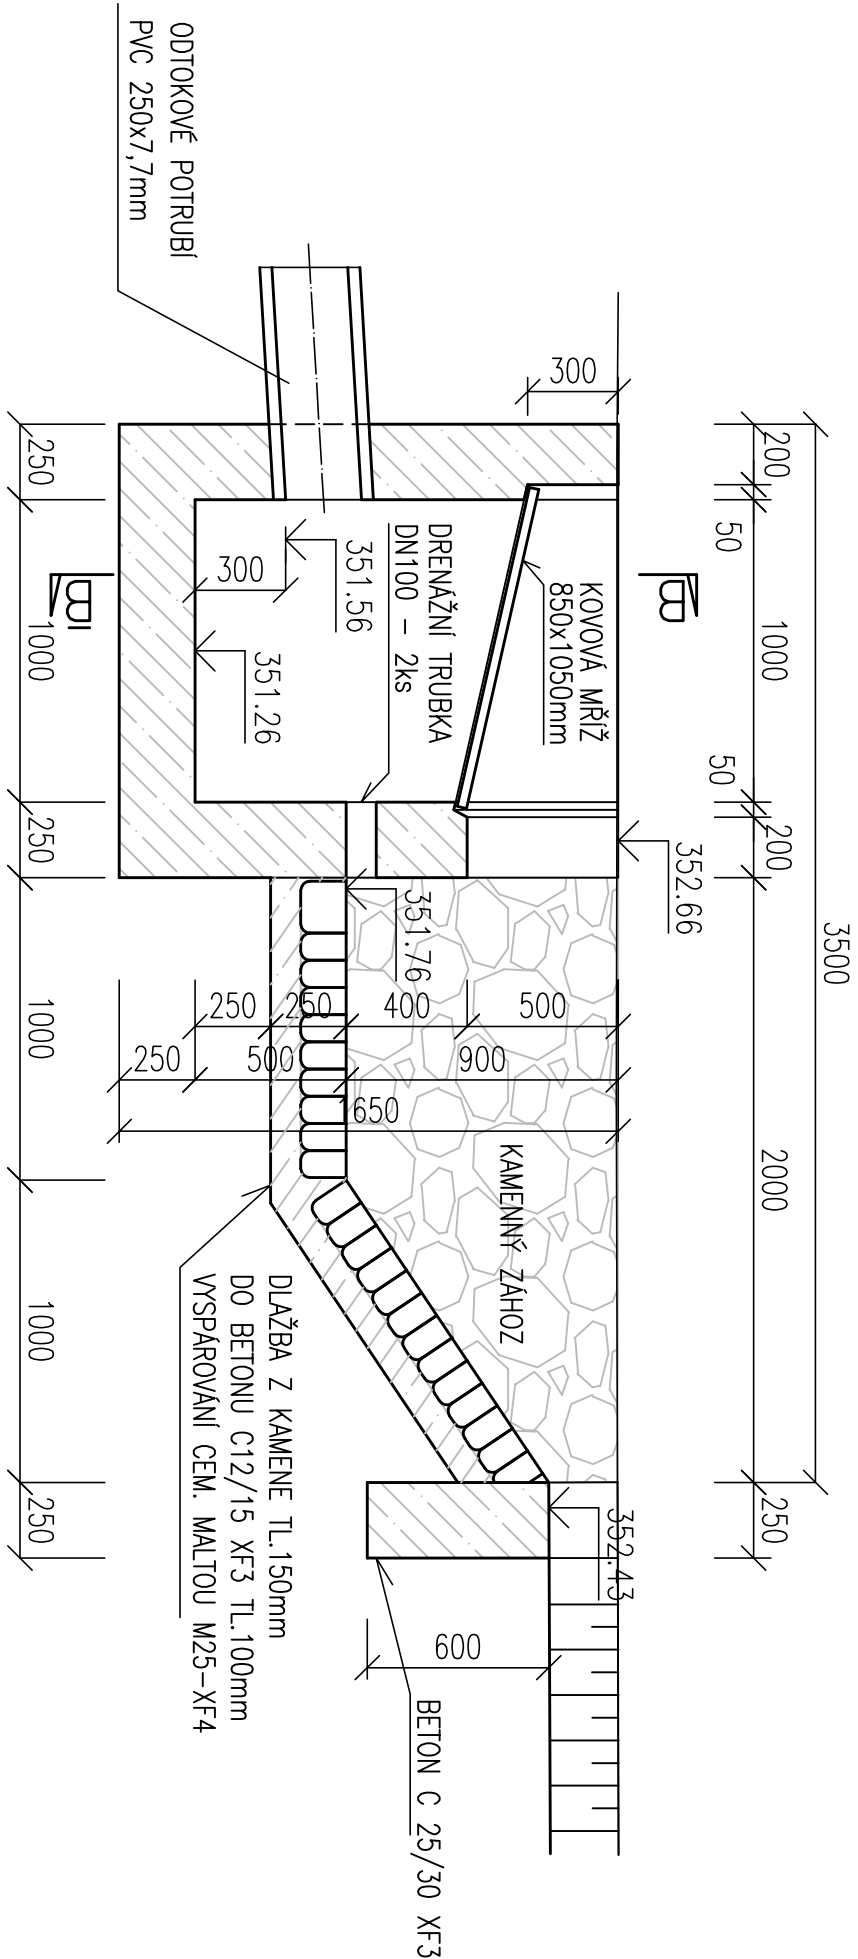 3500
200
50
1000
50
200
2000
250
300
352.66
B
KOVOVÁ MŘÍŽ
850x1050mm
DRENÁŽNÍ TRUBKA
DN100 - 2ks
351.56
300
351.26
351.76
352.43
KAMENNÝ ZÁHOZ
500
400
250
250
900
500
250
650
600
BETON C 25/30 XF3
DLAŽBA Z KAMENE TL.150mm
DO BETONU C12/15 XF3 TL.100mm
VYSPÁROVÁNÍ CEM. MALTOU M25-XF4
ODTOKOVÉ POTRUBÍ
PVC 250x7,7mm
B
250
1000
250
1000
1000
250